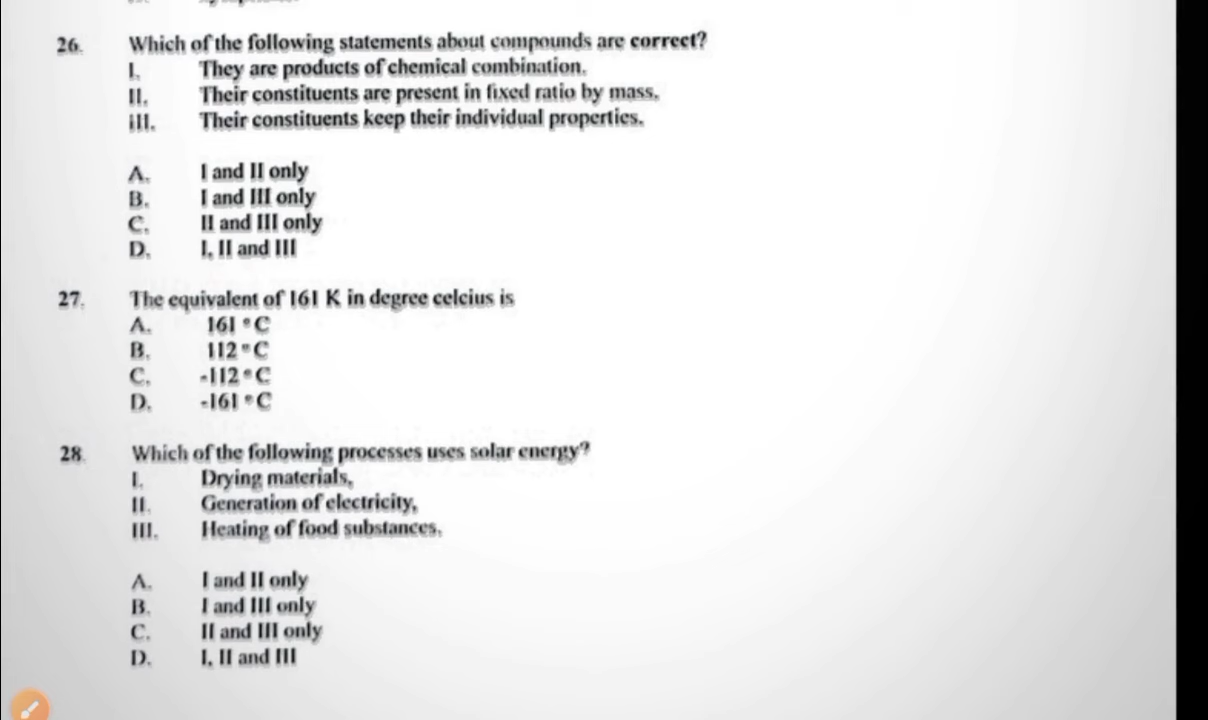 26. Which of the following statements about compounds are correct?
I. They are products of chemical combination.
II. Their constituents are present in fixed ratio by mass.
iII. Their constituents keep their individual properties.
A. I and II only
B. I and III only
C. II and III only
D. I, II and III
27. The equivalent of 161 K in degree celcius is
A. 161 °C
B. 112 °C
C. -112 °C
D. -161 °C
28. Which of the following processes uses solar energy?
I. Drying materials,
II. Generation of electricity,
III. Heating of food substances.
A. I and II only
B. I and III only
C. II and III only
D. I, II and III